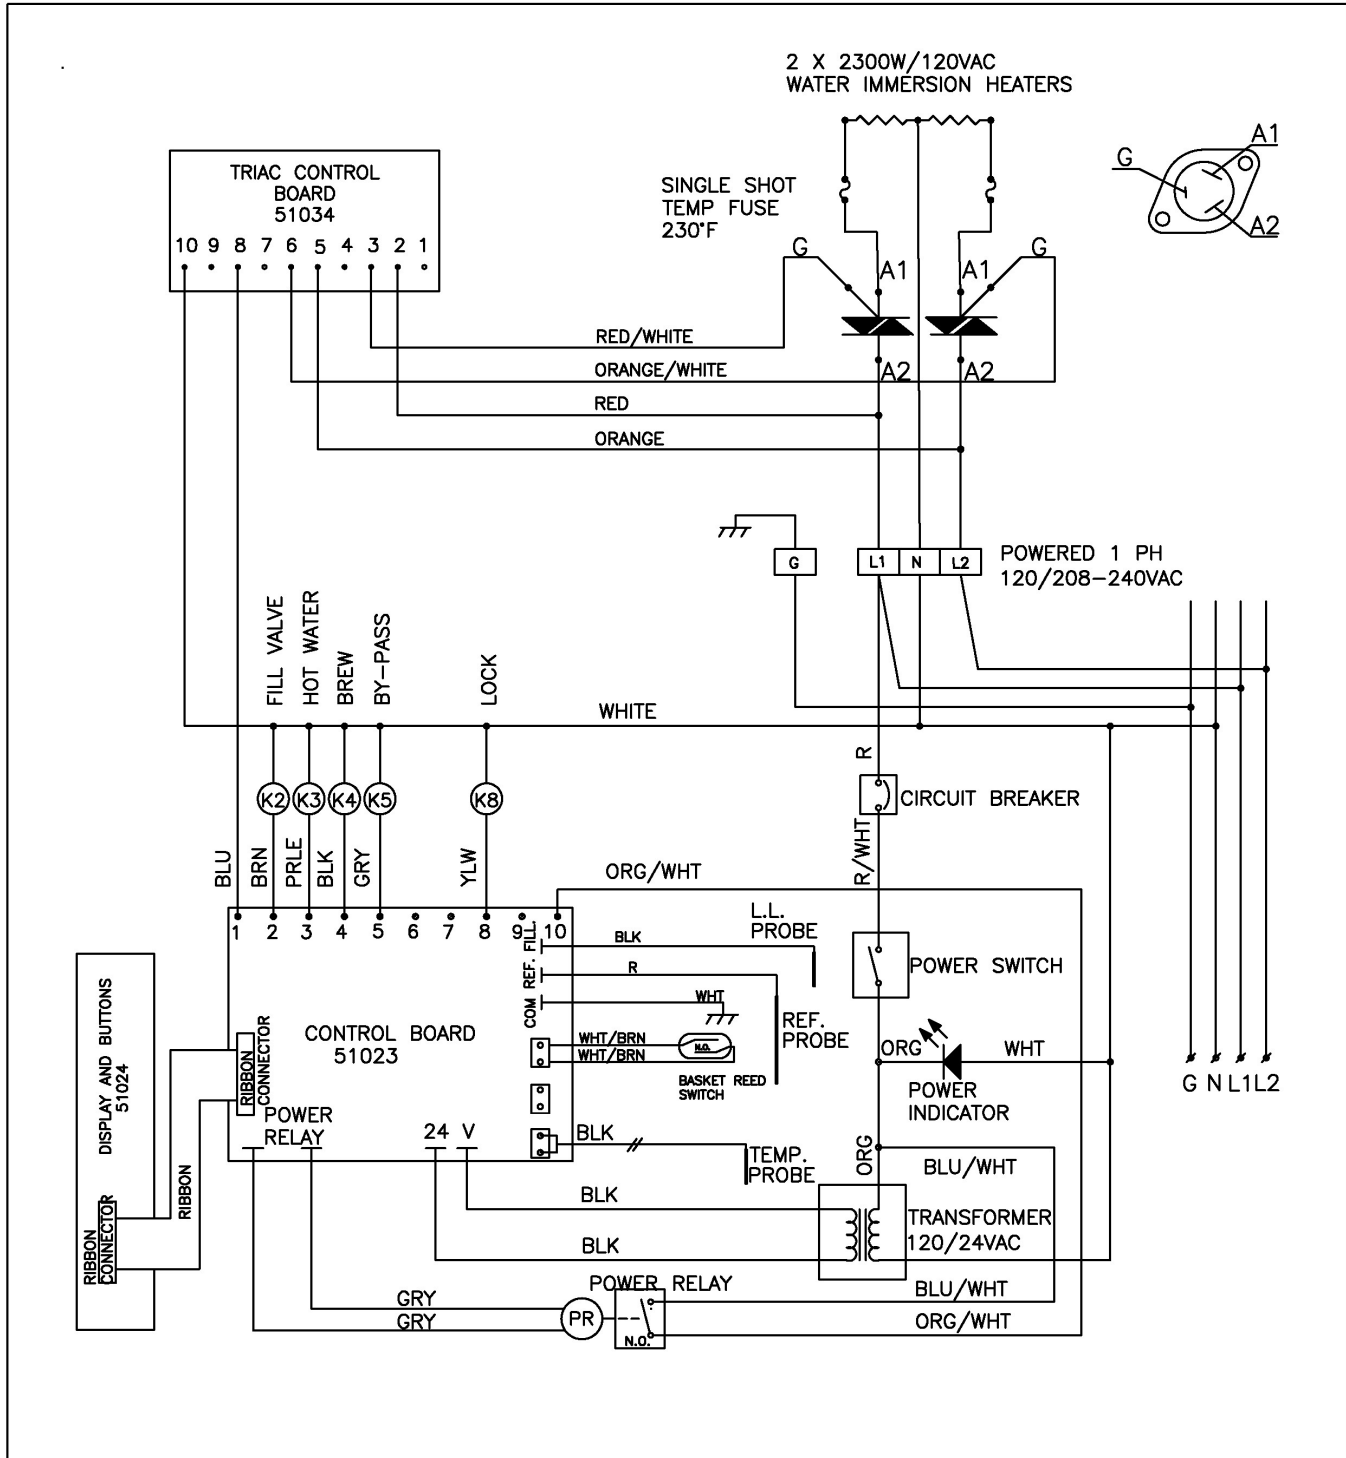 2 X 2300W/120VAC
WATER IMMERSION HEATERS
A1
G
A2
TRIAC CONTROL
BOARD
51034
10 9 8 7 6 5 4 3 2 1
SINGLE SHOT
TEMP FUSE
230°F
G
A1
A1
G
RED/WHITE
ORANGE/WHITE
A2
A2
RED
ORANGE
G
L1 N L2
POWERED 1 PH
120/208-240VAC
FILL VALVE
HOT WATER
BREW
BY-PASS
LOCK
WHITE
R
K2 K3 K4 K5 K8
CIRCUIT BREAKER
BLU
BRN
PRLE
BLK
GRY
YLW
R/WHT
ORG/WHT
1 2 3 4 5 6 7 8 9 10
FILL.
BLK
L.L.
PROBE
REF.
R
COM
WHT
REF.
PROBE
POWER SWITCH
CONTROL BOARD
51023
WHT/BRN
WHT/BRN
N.O.
BASKET REED
SWITCH
ORG
WHT
POWER
INDICATOR
G N L1 L2
DISPLAY AND BUTTONS
51024
RIBBON
CONNECTOR
POWER
RELAY
24 V
BLK
TEMP.
PROBE
ORG
BLU/WHT
RIBBON
RIBBON
CONNECTOR
BLK
BLK
TRANSFORMER
120/24VAC
POWER RELAY
BLU/WHT
GRY
GRY
PR
N.O.
ORG/WHT